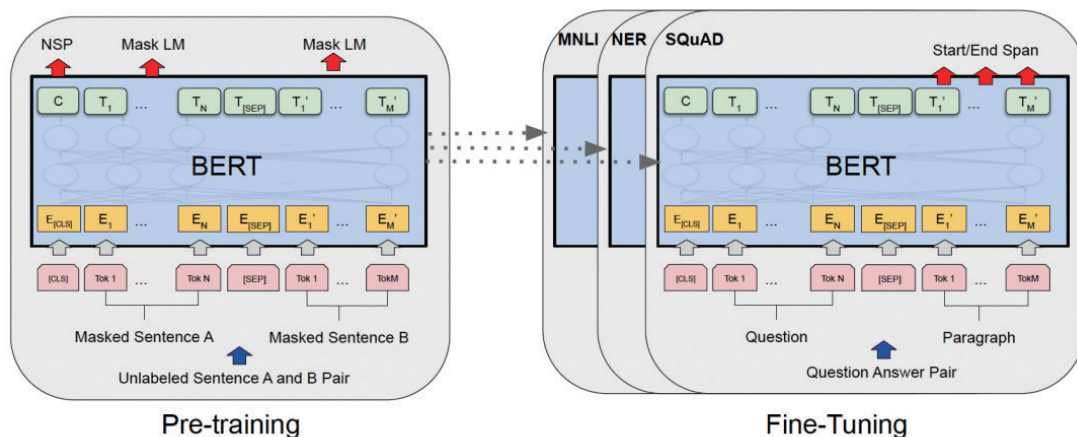 NSP Mask LM Mask LM
C T1 ... TN T[SEP] T1' ... TM'
BERT
E[CLS] E1 ... EN E[SEP] E1' ... EM'
[CLS] Tok 1 ... Tok N [SEP] Tok 1 ... TokM
Masked Sentence A Masked Sentence B
Unlabeled Sentence A and B Pair
Pre-training
MNLI NER SQuAD
Start/End Span
C T1 ... TN T[SEP] T1' ... TM'
BERT
E[CLS] E1 ... EN E[SEP] E1' ... EM'
[CLS] Tok 1 ... Tok N [SEP] Tok 1 ... TokM
Question Paragraph
Question Answer Pair
Fine-Tuning